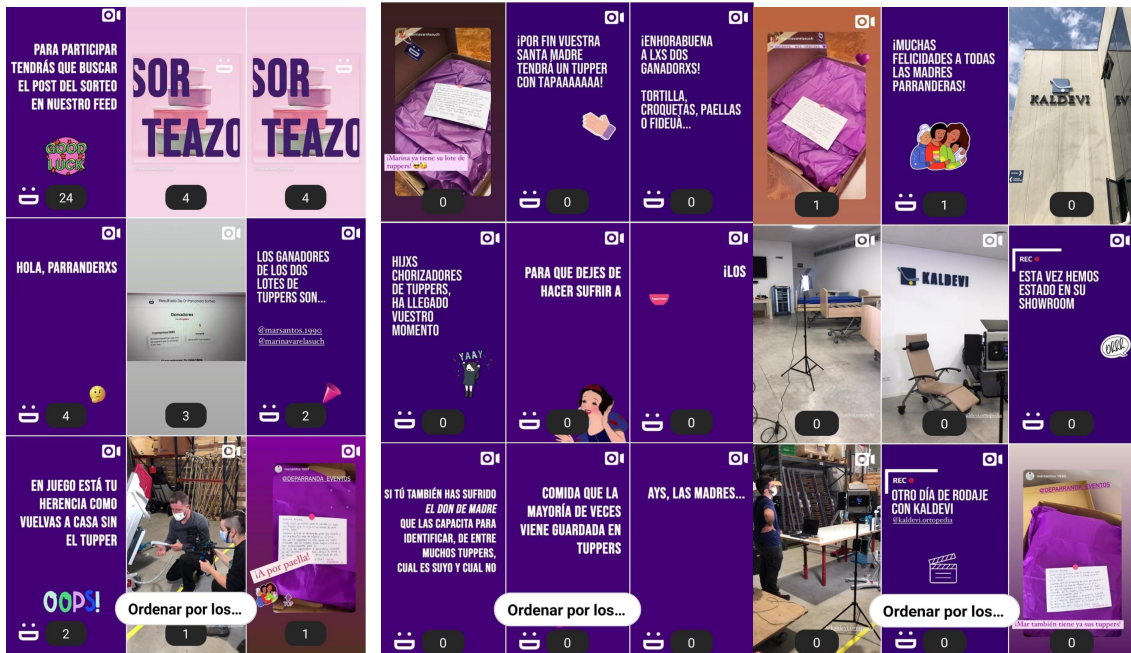 PARA PARTICIPAR
TENDRÁS QUE BUSCAR
EL POST DEL SORTEO
EN NUESTRO FEED
GOOD
LUCK
24
SOR
TEAZO
4
SOR
TEAZO
4
HOLA, PARRANDERXS
4
Ganadores
3
LOS GANADORES
DE LOS DOS
LOTES DE
TUPPERS SON...
@marsantos.1990
@marinavarelasuch
2
EN JUEGO ESTÁ TU
HERENCIA COMO
VUELVAS A CASA SIN
EL TUPPER
OOPS!
2
1
@DEPARRANDA_EVENTOS
¡A por paella!
1
Ordenar por los...
marinavarelasuch
¡Marina ya tiene su lote de
tuppers!
0
¡POR FIN VUESTRA
SANTA MADRE
TENDRÁ UN TUPPER
CON TAPAAAAAAA!
0
¡ENHORABUENA
A LXS DOS
GANADORXS!
TORTILLA,
CROQUETAS, PAELLAS
O FIDEUÀ...
0
HIJXS
CHORIZADORES
DE TUPPERS,
HA LLEGADO
VUESTRO
MOMENTO
YAAY
0
PARA QUE DEJES DE
HACER SUFRIR A
0
¡LOS
0
SI TÚ TAMBIÉN HAS SUFRIDO
EL DON DE MADRE
QUE LAS CAPACITA PARA
IDENTIFICAR, DE ENTRE
MUCHOS TUPPERS,
CUAL ES SUYO Y CUAL NO
0
COMIDA QUE LA
MAYORÍA DE VECES
VIENE GUARDADA EN
TUPPERS
0
AYS, LAS MADRES...
0
Ordenar por los...
marinavarelasuch
1
¡MUCHAS
FELICIDADES A TODAS
LAS MADRES
PARRANDERAS!
1
KALDEVI
0
0
KALDEVI
0
REC
ESTA VEZ HEMOS
ESTADO EN SU
SHOWROOM
BRRR
0
0
REC
OTRO DÍA DE RODAJE
CON KALDEVI
@kaldevi.ortopedia
0
@DEPARRANDA_EVENTOS
¡Mar también tiene ya sus tuppers!
0
Ordenar por los...